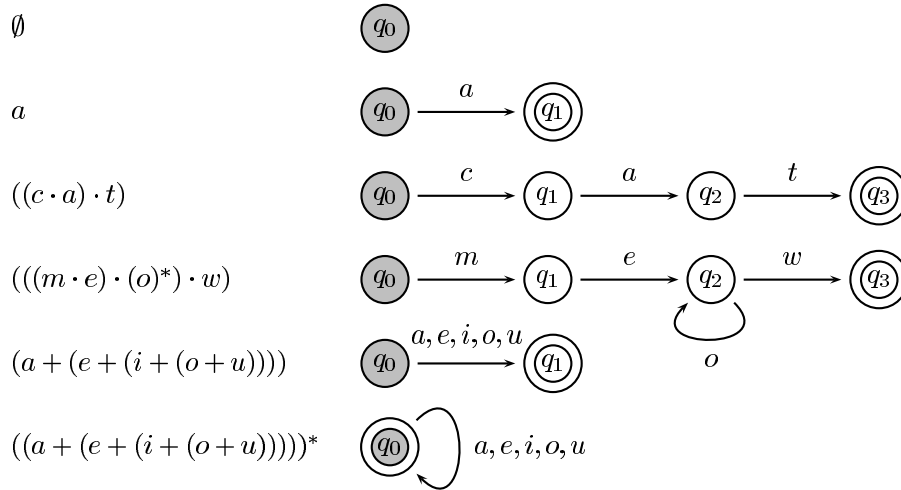 ∅ q₀
a q₀ a q₁
((c · a) · t) q₀ c q₁ a q₂ t q₃
(((m · e) · (o)*) · w) q₀ m q₁ e q₂ w q₃
o
(a + (e + (i + (o + u)))) q₀ a, e, i, o, u q₁
((a + (e + (i + (o + u)))))* q₀ a, e, i, o, u